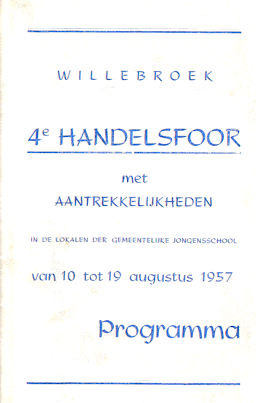 WILLEBROEK
4e HANDELSFOOR
met
AANTREKKELIJKHEDEN
IN DE LOKALEN DER GEMEENTELIJKE JONGENSSCHOOL
van 10 tot 19 augustus 1957
Programma